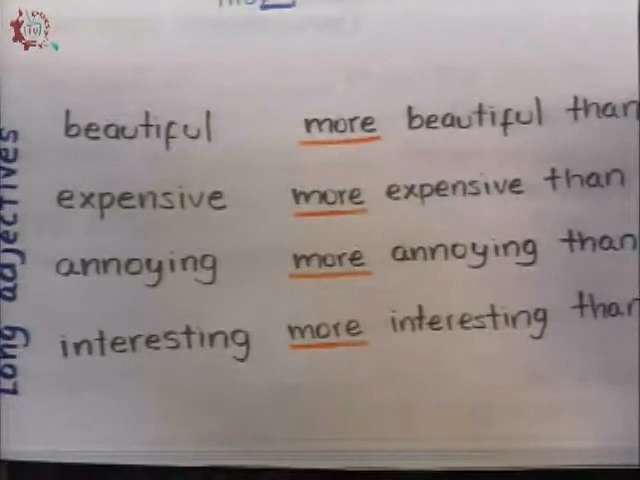 Long adjectives
beautiful more beautiful than
expensive more expensive than
annoying more annoying than
interesting more interesting than